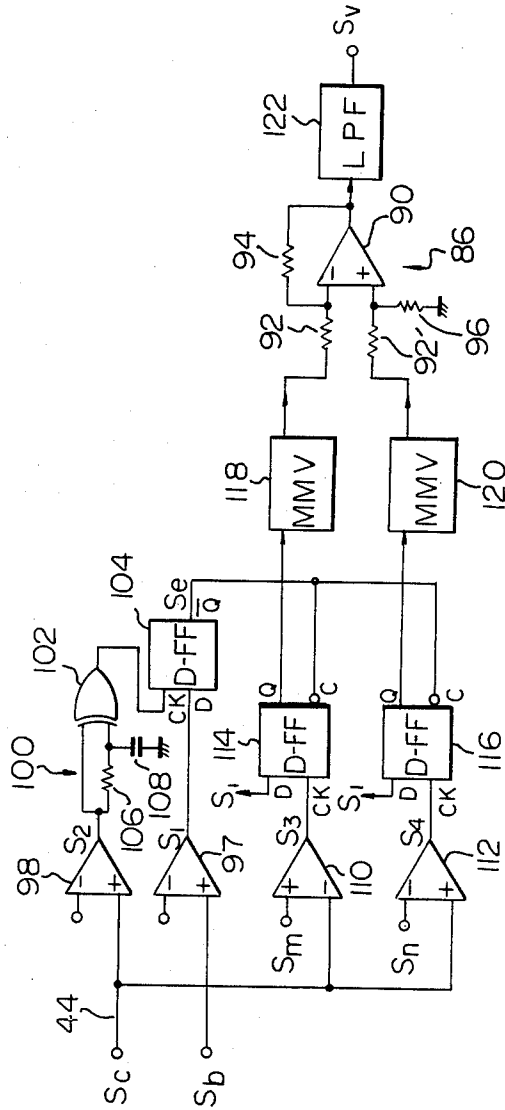 Sc
44
98
S2
100
102
106
108
104
Se
CK
D-FF
D
Q̅
Sb
S1
97
Sm
S3
110
S1
114
D
D-FF
Q
CK
C
118
MMV
Sn
S4
112
S1
D
D-FF
Q
CK
C
116
MMV
120
92
94
92'
96
90
86
122
LPF
Sv
+
−
+
−
+
−
−
+
−
+